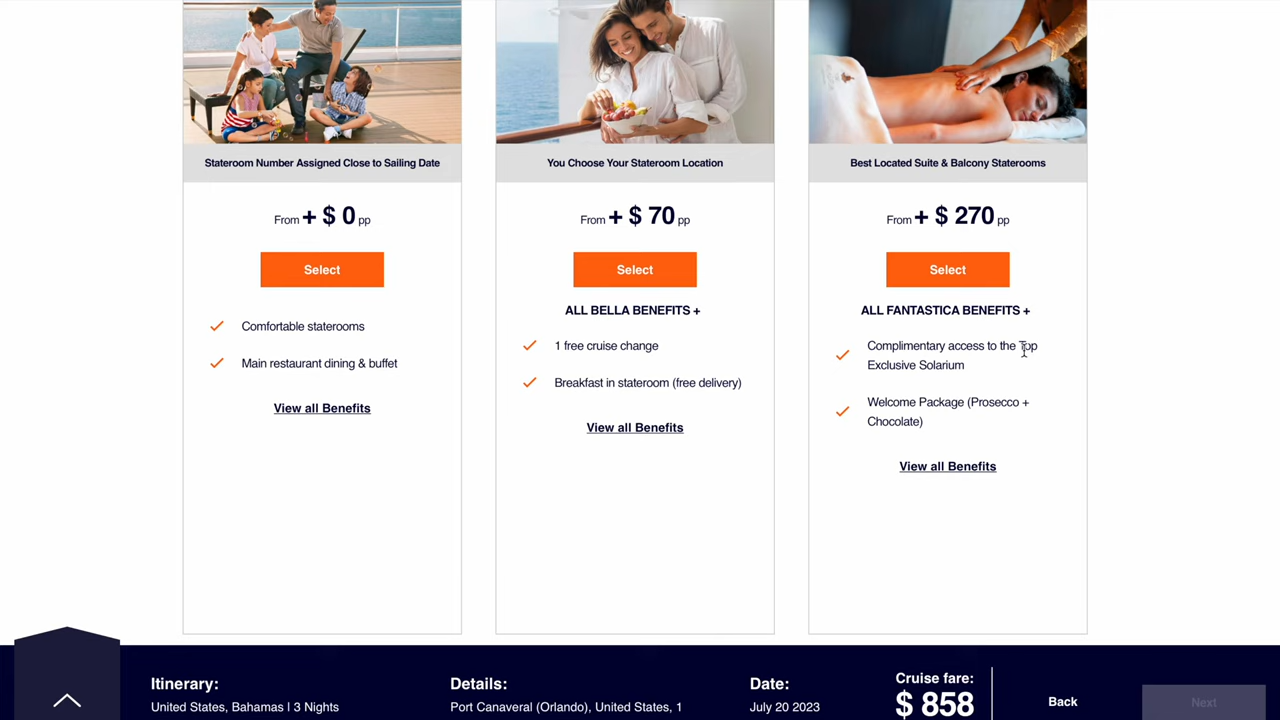 Stateroom Number Assigned Close to Sailing Date
From + $ 0 pp
Select
Comfortable staterooms
Main restaurant dining & buffet
View all Benefits
You Choose Your Stateroom Location
From + $ 70 pp
Select
ALL BELLA BENEFITS +
1 free cruise change
Breakfast in stateroom (free delivery)
View all Benefits
Best Located Suite & Balcony Staterooms
From + $ 270 pp
Select
ALL FANTASTICA BENEFITS +
Complimentary access to the Top
Exclusive Solarium
Welcome Package (Prosecco +
Chocolate)
View all Benefits
Itinerary:
United States, Bahamas | 3 Nights
Details:
Port Canaveral (Orlando), United States, 1
Date:
July 20 2023
Cruise fare:
$ 858
Back
Next